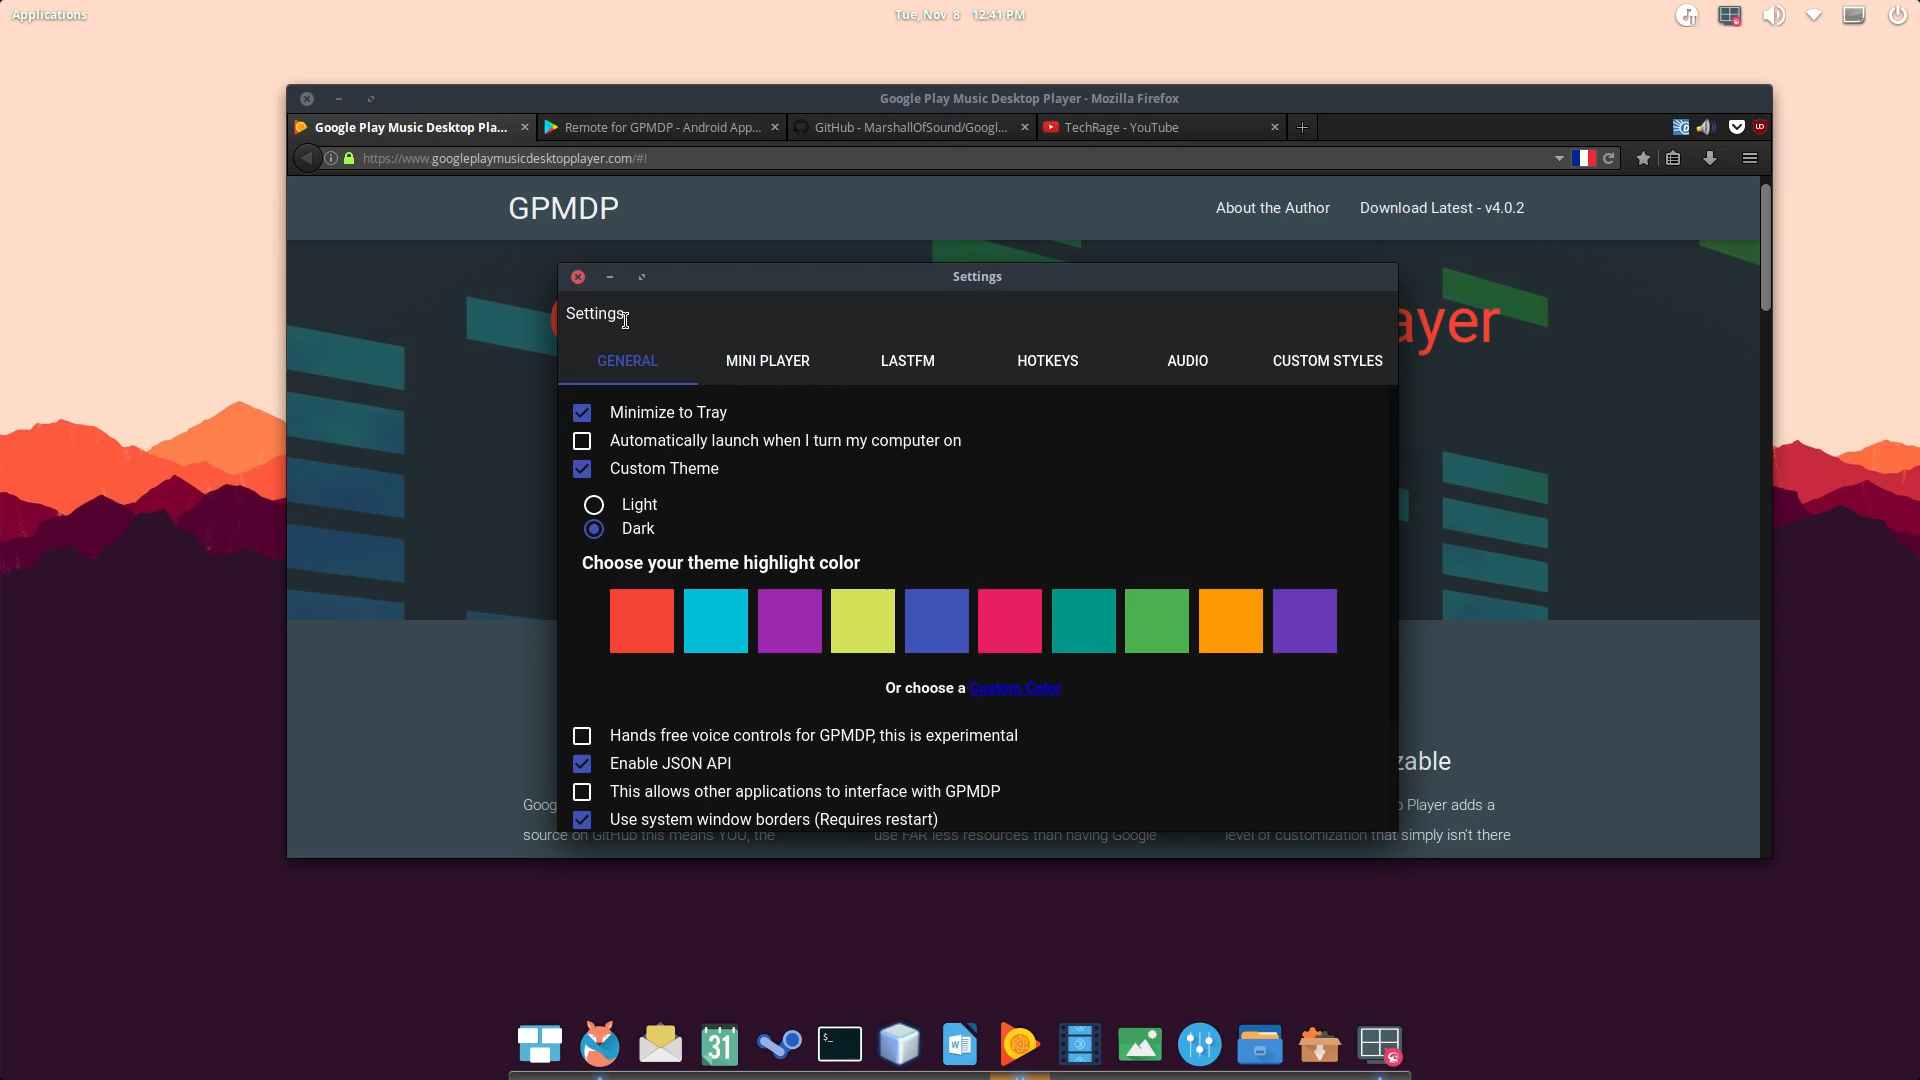 Applications
Tue, Nov 8 12:41 PM
Google Play Music Desktop Player - Mozilla Firefox
Google Play Music Desktop Pla...
Remote for GPMDP - Android App...
GitHub - MarshallOfSound/Googl...
TechRage - YouTube
https://www.googleplaymusicdesktopplayer.com/#!
GPMDP
About the Author
Download Latest - v4.0.2
ayer
Settings
Settings
GENERAL
MINI PLAYER
LASTFM
HOTKEYS
AUDIO
CUSTOM STYLES
Minimize to Tray
Automatically launch when I turn my computer on
Custom Theme
Light
Dark
Choose your theme highlight color
Or choose a Custom Color
Hands free voice controls for GPMDP, this is experimental
Enable JSON API
This allows other applications to interface with GPMDP
Use system window borders (Requires restart)
zable
Goog
Player adds a
source on GitHub this means YOU, the
use FAR less resources than having Google
level of customization that simply isn't there
31
$_
W